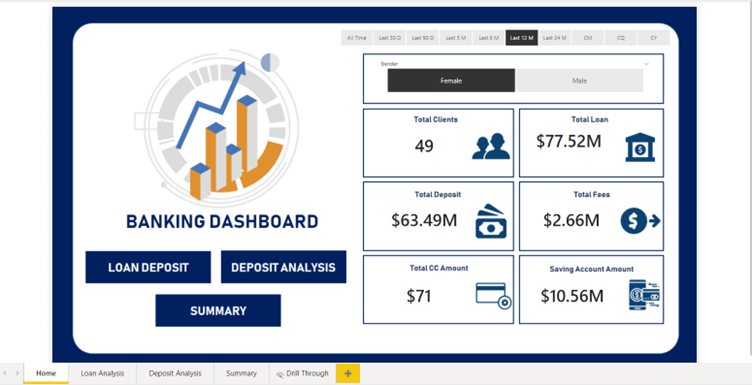 All Time Last 30 D Last 90 D Last 3 M Last 6 M Last 12 M Last 24 M CM CQ CY
Gender
Female Male
Total Clients
49
Total Loan
$77.52M
Total Deposit
$63.49M
Total Fees
$2.66M
Total CC Amount
$71
Saving Account Amount
$10.56M
BANKING DASHBOARD
LOAN DEPOSIT
DEPOSIT ANALYSIS
SUMMARY
Home Loan Analysis Deposit Analysis Summary Drill Through +